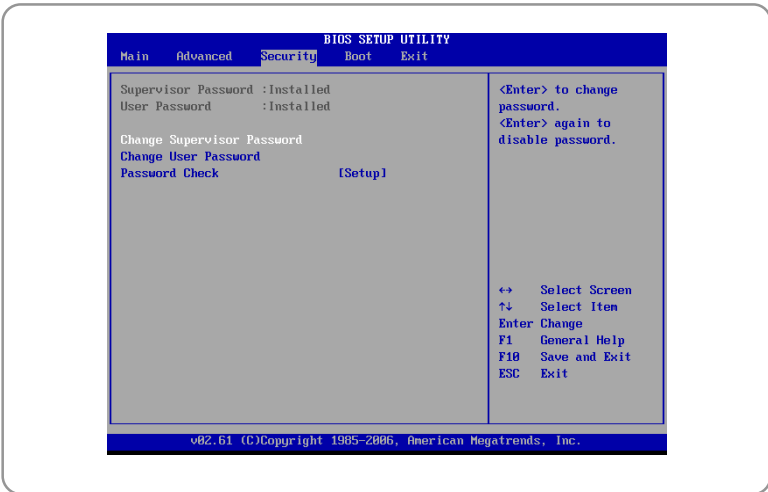 BIOS SETUP UTILITY
Main Advanced Security Boot Exit
Supervisor Password :Installed
User Password :Installed
Change Supervisor Password
Change User Password
Password Check [Setup]
<Enter> to change
password.
<Enter> again to
disable password.
↔ Select Screen
↑↓ Select Item
Enter Change
F1 General Help
F10 Save and Exit
ESC Exit
v02.61 (C)Copyright 1985-2006, American Megatrends, Inc.